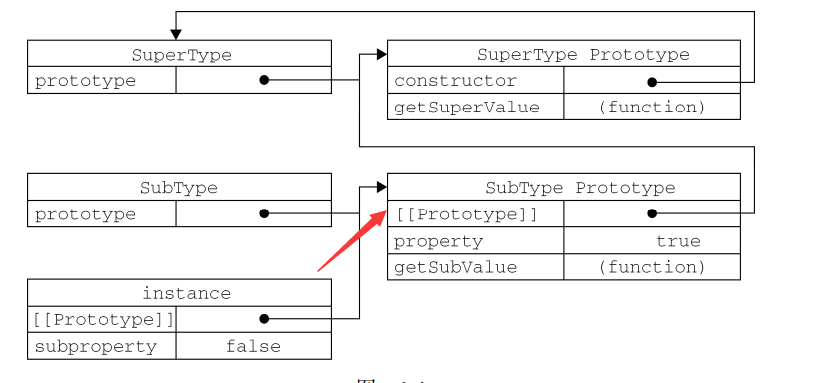 SuperType
prototype
SuperType Prototype
constructor
getSuperValue (function)
SubType
prototype
SubType Prototype
[[Prototype]]
property true
getSubValue (function)
instance
[[Prototype]]
subproperty false